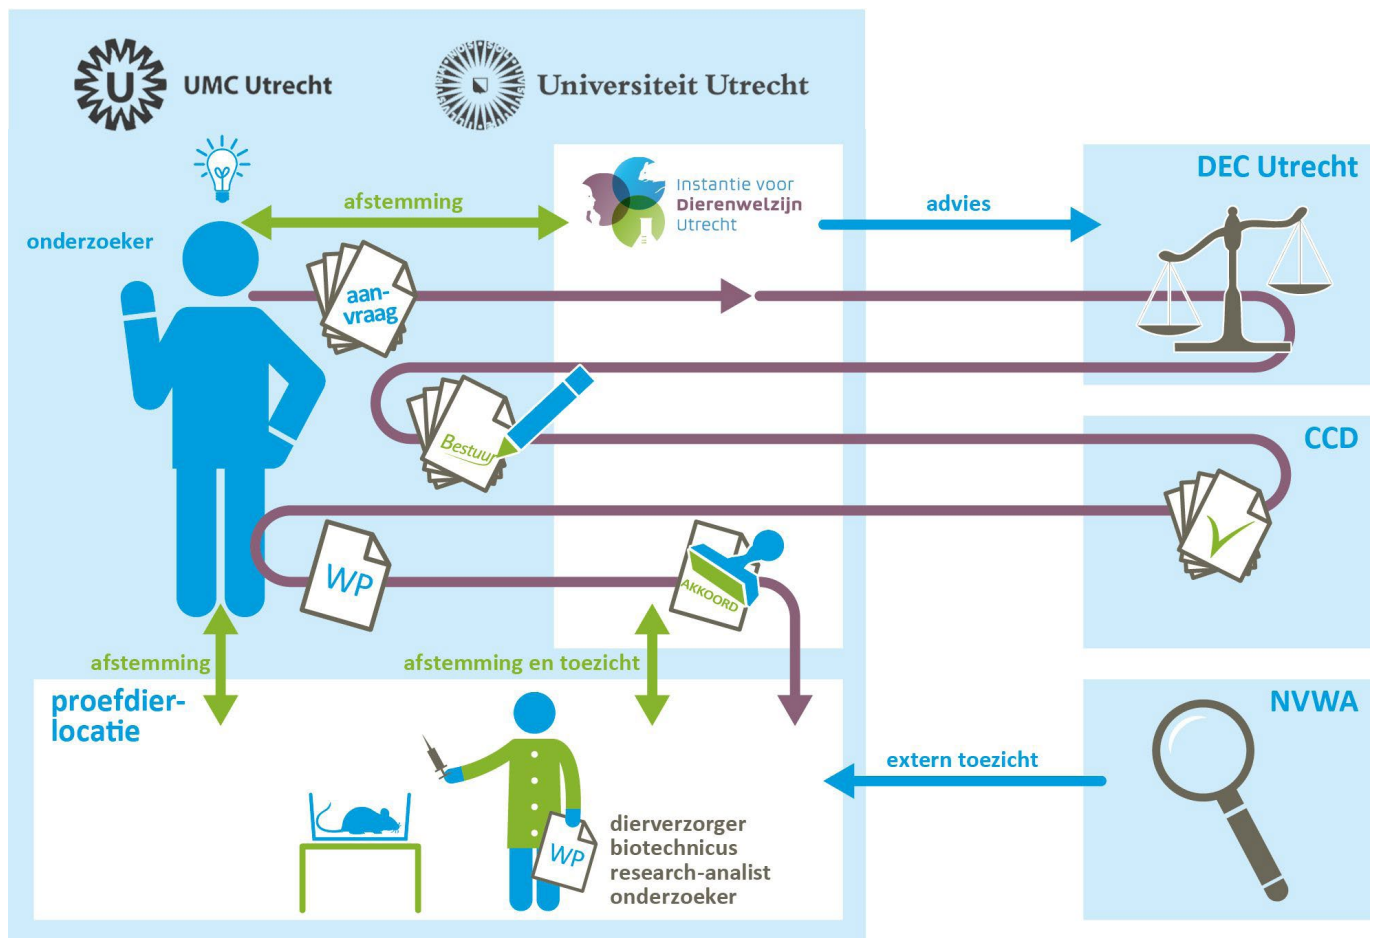 U
UMC Utrecht
Universiteit Utrecht
onderzoeker
afstemming
Instantie voor
Dierenwelzijn
Utrecht
advies
DEC Utrecht
aan-
vraag
Bestuur
CCD
WP
AKKOORD
afstemming
afstemming en toezicht
proefdier-
locatie
NVWA
extern toezicht
WP
dierverzorger
biotechnicus
research-analist
onderzoeker